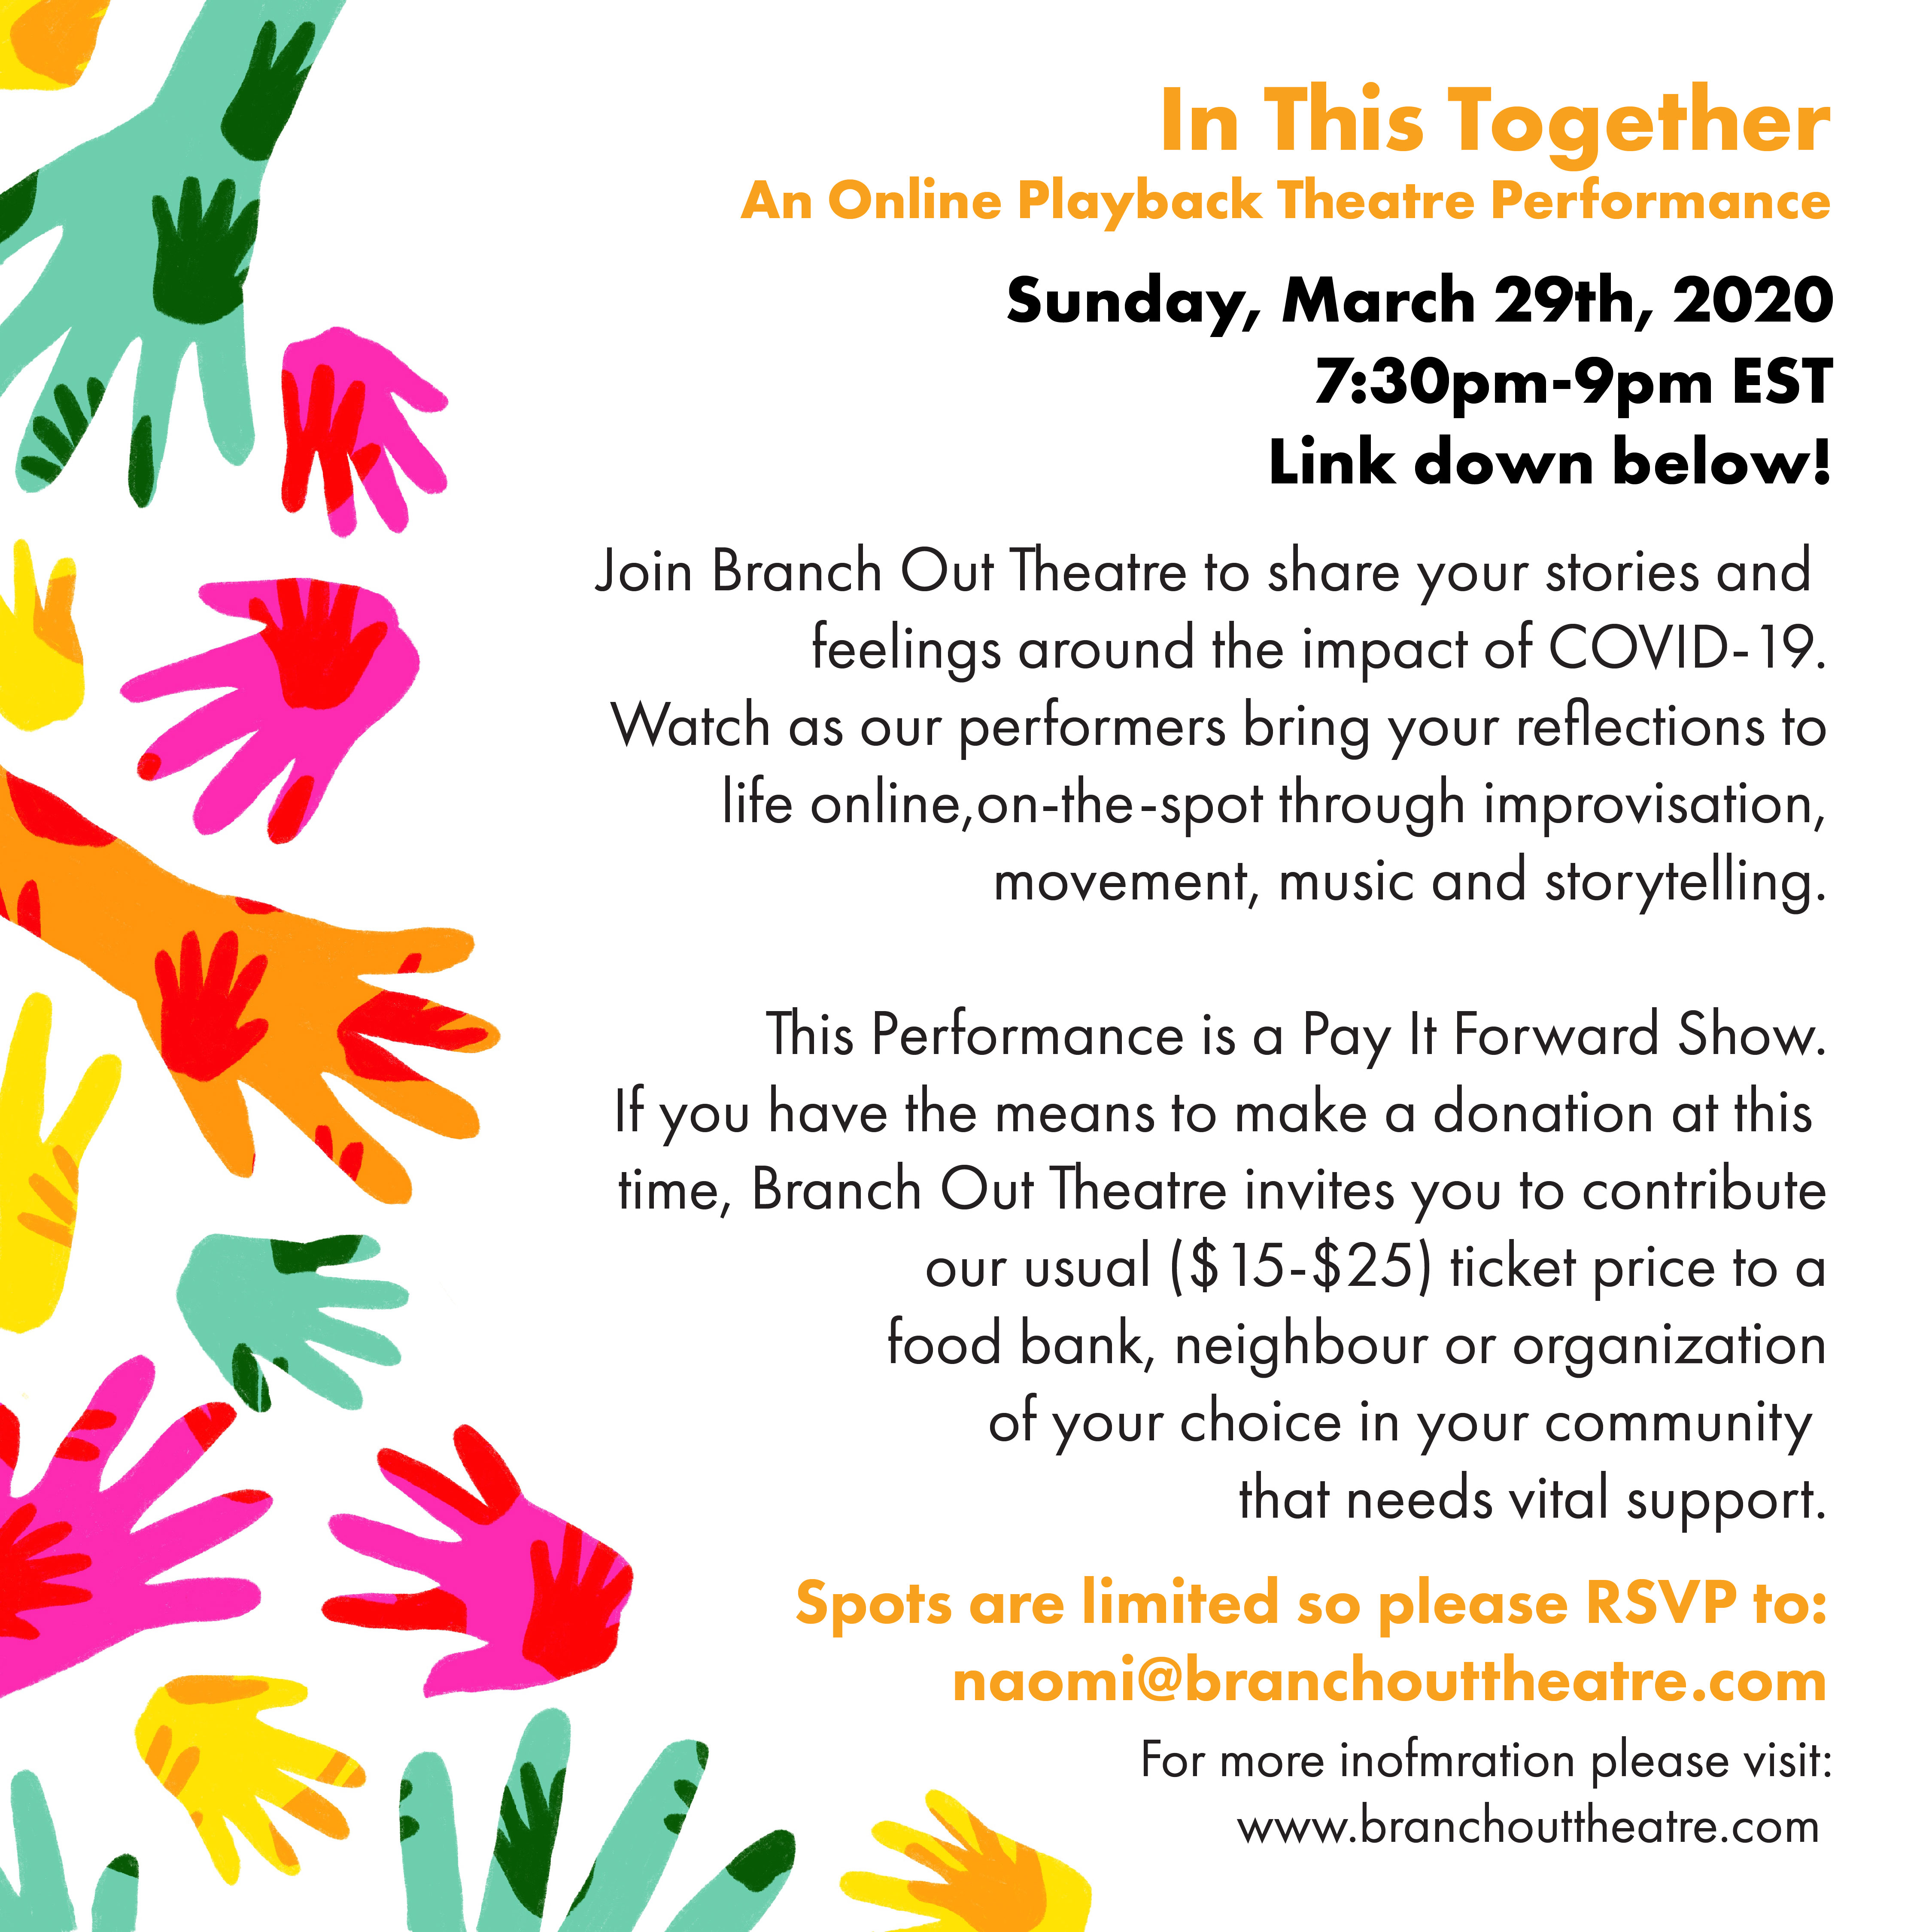 In This Together
An Online Playback Theatre Performance
Sunday, March 29th, 2020
7:30pm-9pm EST
Link down below!
Join Branch Out Theatre to share your stories and
feelings around the impact of COVID-19.
Watch as our performers bring your reflections to
life online,on-the-spot through improvisation,
movement, music and storytelling.
This Performance is a Pay It Forward Show.
If you have the means to make a donation at this
time, Branch Out Theatre invites you to contribute
our usual ($15-$25) ticket price to a
food bank, neighbour or organization
of your choice in your community
that needs vital support.
Spots are limited so please RSVP to:
naomi@branchouttheatre.com
For more inofmration please visit:
www.branchouttheatre.com